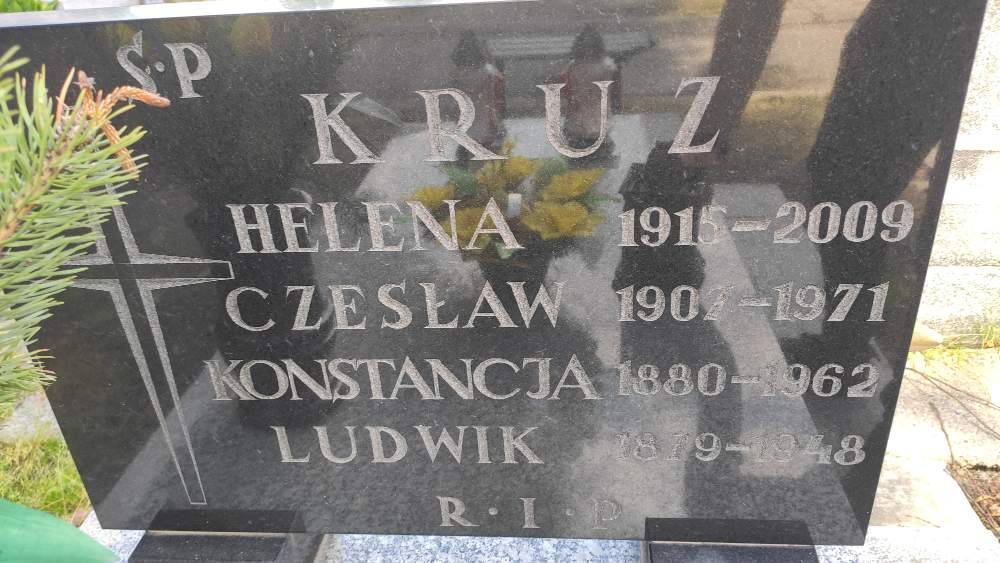 Ś·P
KRUZ
HELENA 1915-2009
CZESŁAW 1907-1971
KONSTANCJA 1880-1962
LUDWIK 1879-1948
R·I·P